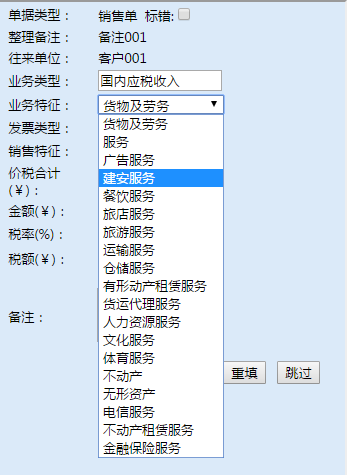 单据类型： 销售单 标错:
整理备注： 备注001
往来单位： 客户001
业务类型： 国内应税收入
业务特征： 货物及劳务
发票类型： 货物及劳务
服务
销售特征： 广告服务
价税合计
(￥)： 建安服务
餐饮服务
金额(￥)： 旅店服务
旅游服务
税率(%)： 运输服务
税额(￥)： 仓储服务
有形动产租赁服务
货运代理服务
备注： 人力资源服务
文化服务
体育服务
不动产 重填 跳过
无形资产
电信服务
不动产租赁服务
金融保险服务